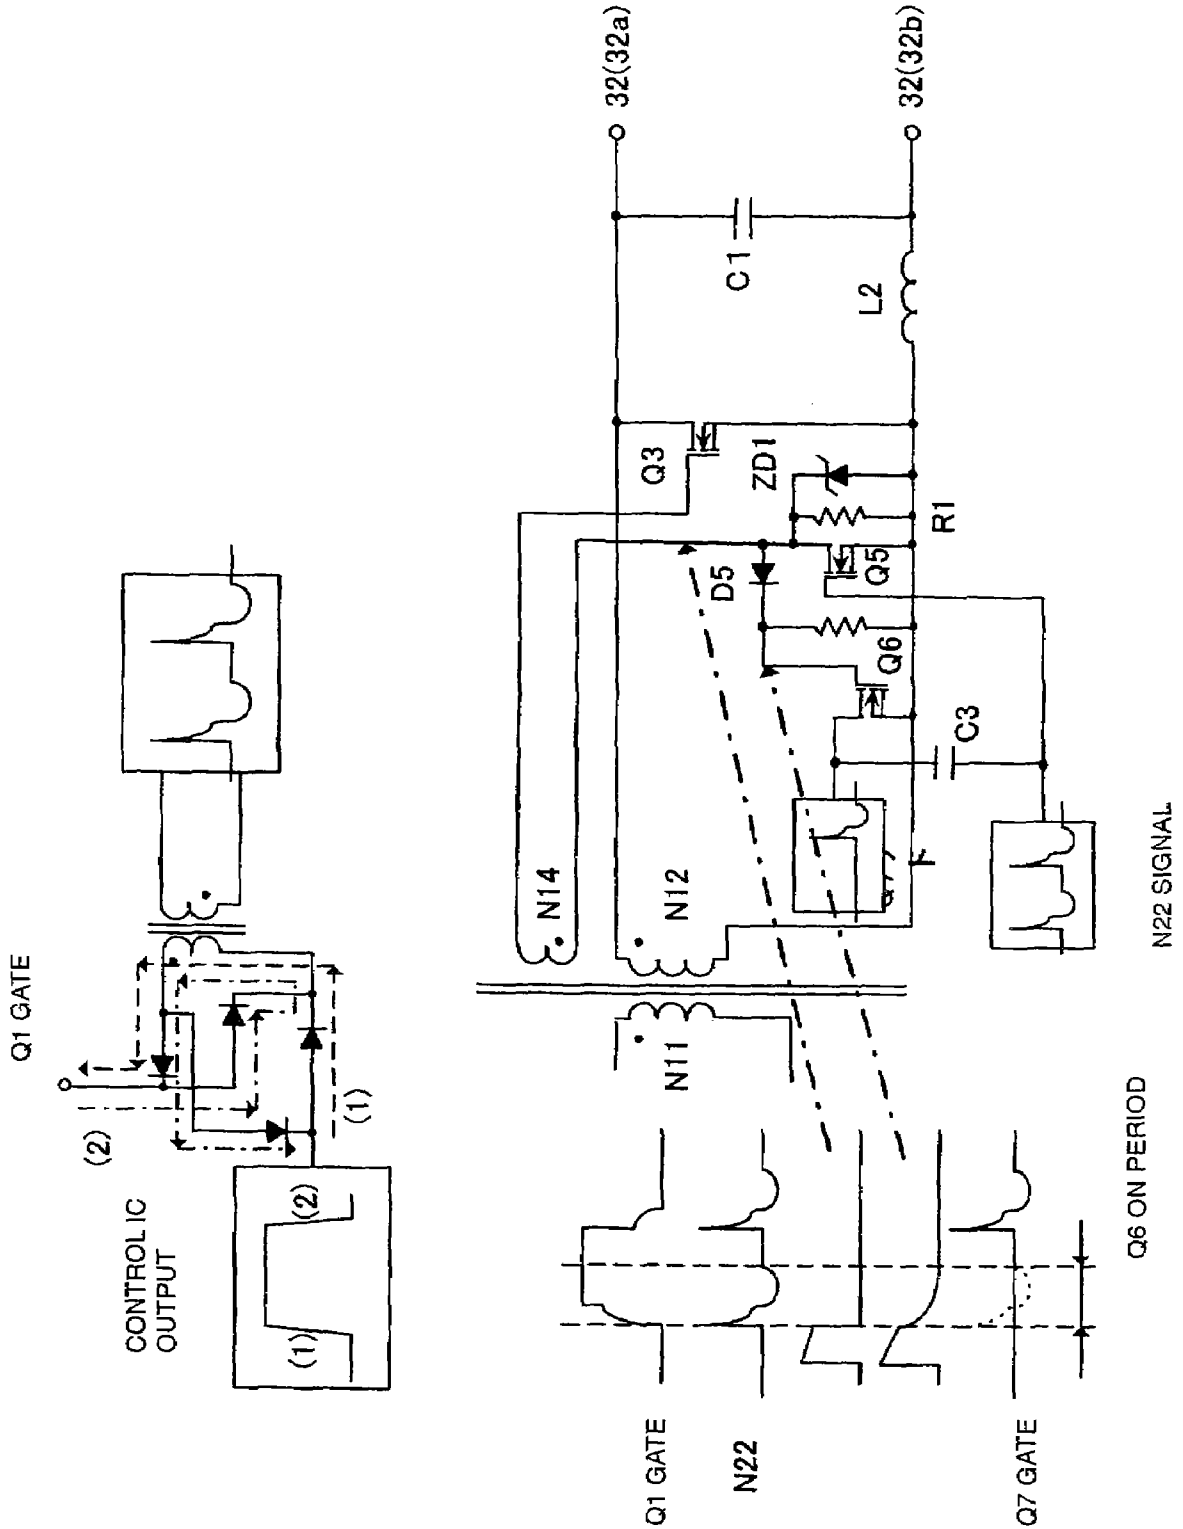 Q1 GATE
(2)
(1)
CONTROL IC
OUTPUT
(1)
(2)
32(32a)
32(32b)
C1
L2
Q3
ZD1
R1
D5
Q5
Q6
C3
N14
N12
N11
N22 SIGNAL
Q1 GATE
N22
Q7 GATE
Q6 ON PERIOD